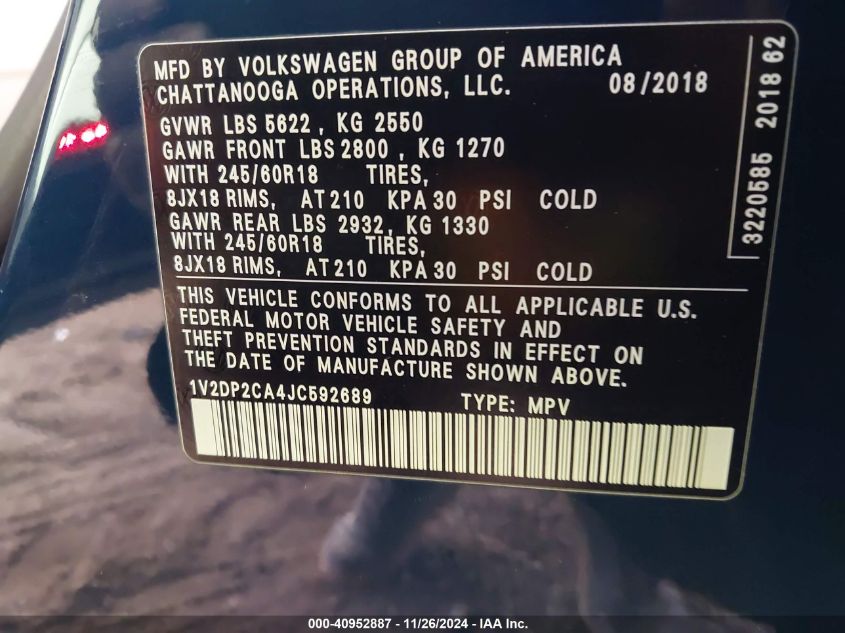 MFD BY VOLKSWAGEN GROUP OF AMERICA
CHATTANOOGA OPERATIONS, LLC. 08/2018
GVWR LBS 5622 , KG 2550
GAWR FRONT LBS 2800 , KG 1270
WITH 245/60R18 TIRES,
8JX18 RIMS, AT 210 KPA 30 PSI COLD
GAWR REAR LBS 2932, KG 1330
WITH 245/60R18 TIRES,
8JX18 RIMS, AT 210 KPA 30 PSI COLD
THIS VEHICLE CONFORMS TO ALL APPLICABLE U.S.
FEDERAL MOTOR VEHICLE SAFETY AND
THEFT PREVENTION STANDARDS IN EFFECT ON
THE DATE OF MANUFACTURE SHOWN ABOVE.
1V2DP2CA4JC592689 TYPE: MPV
3220585 2018 62
000-40952887 - 11/26/2024 - IAA Inc.